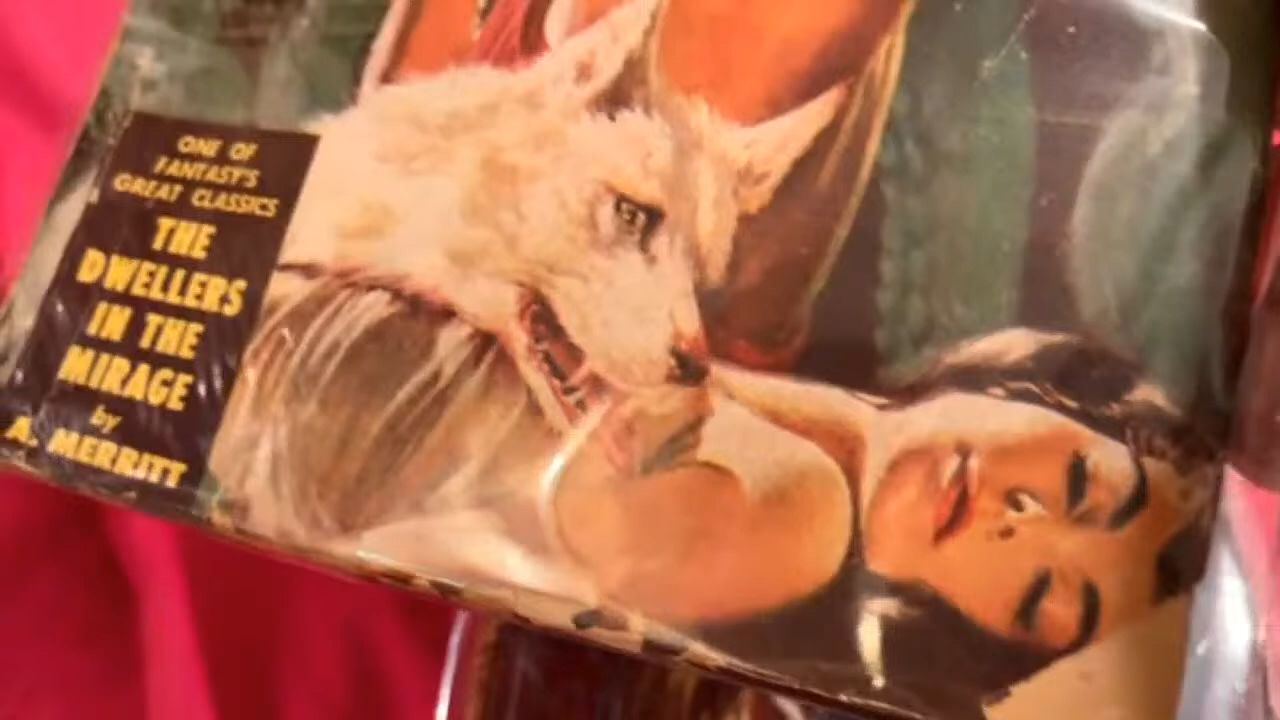 ONE OF
FANTASY'S
GREAT CLASSICS
THE
DWELLERS
IN THE
MIRAGE
by
A. MERRITT